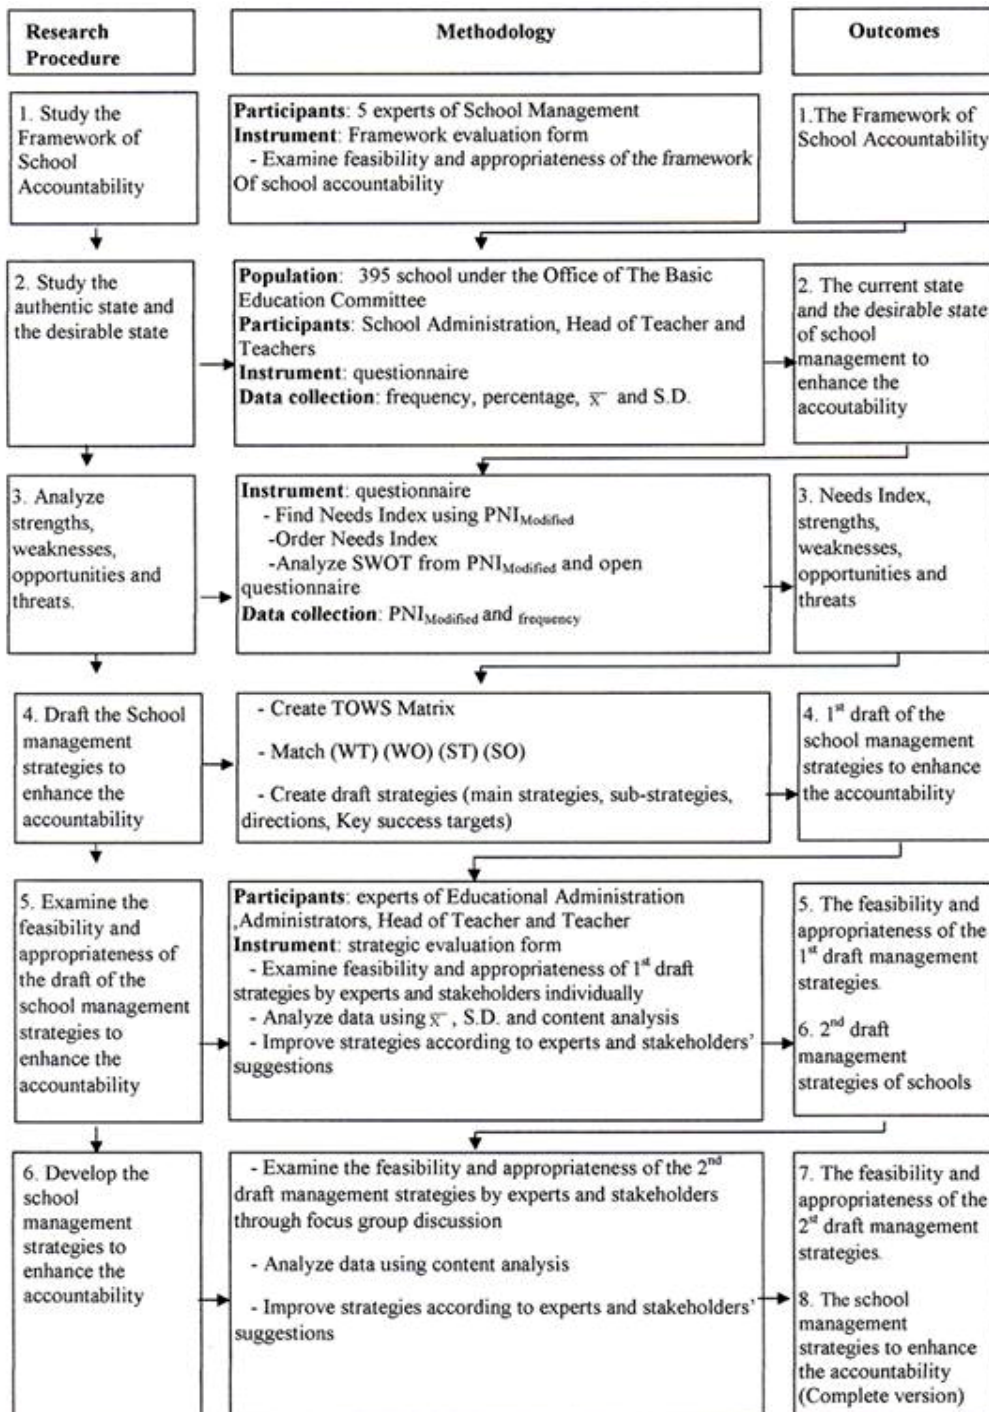 Research
Procedure
Methodology
Outcomes
1. Study the
Framework of
School
Accountability
Participants: 5 experts of School Management
Instrument: Framework evaluation form
- Examine feasibility and appropriateness of the framework
Of school accountability
1.The Framework of
School Accountability
2. Study the
authentic state and
the desirable state
Population: 395 school under the Office of The Basic
Education Committee
Participants: School Administration, Head of Teacher and
Teachers
Instrument: questionnaire
Data collection: frequency, percentage, x̄ and S.D.
2. The current state
and the desirable state
of school
management to
enhance the
accoutability
3. Analyze
strengths,
weaknesses,
opportunities and
threats.
Instrument: questionnaire
- Find Needs Index using PNIModified
-Order Needs Index
-Analyze SWOT from PNIModified and open
questionnaire
Data collection: PNIModified and frequency
3. Needs Index,
strengths,
weaknesses,
opportunities and
threats
4. Draft the School
management
strategies to
enhance the
accountability
- Create TOWS Matrix
- Match (WT) (WO) (ST) (SO)
- Create draft strategies (main strategies, sub-strategies,
directions, Key success targets)
4. 1st draft of the
school management
strategies to enhance
the accountability
5. Examine the
feasibility and
appropriateness of
the draft of the
school management
strategies to
enhance the
accountability
Participants: experts of Educational Administration
,Administrators, Head of Teacher and Teacher
Instrument: strategic evaluation form
- Examine feasibility and appropriateness of 1st draft
strategies by experts and stakeholders individually
- Analyze data using x̄, S.D. and content analysis
- Improve strategies according to experts and stakeholders'
suggestions
5. The feasibility and
appropriateness of the
1st draft management
strategies.
6. 2nd draft
management
strategies of schools
6. Develop the
school
management
strategies to
enhance the
accountability
- Examine the feasibility and appropriateness of the 2nd
draft management strategies by experts and stakeholders
through focus group discussion
- Analyze data using content analysis
- Improve strategies according to experts and stakeholders'
suggestions
7. The feasibility and
appropriateness of the
2st draft management
strategies.
8. The school
management
strategies to enhance
the accountability
(Complete version)